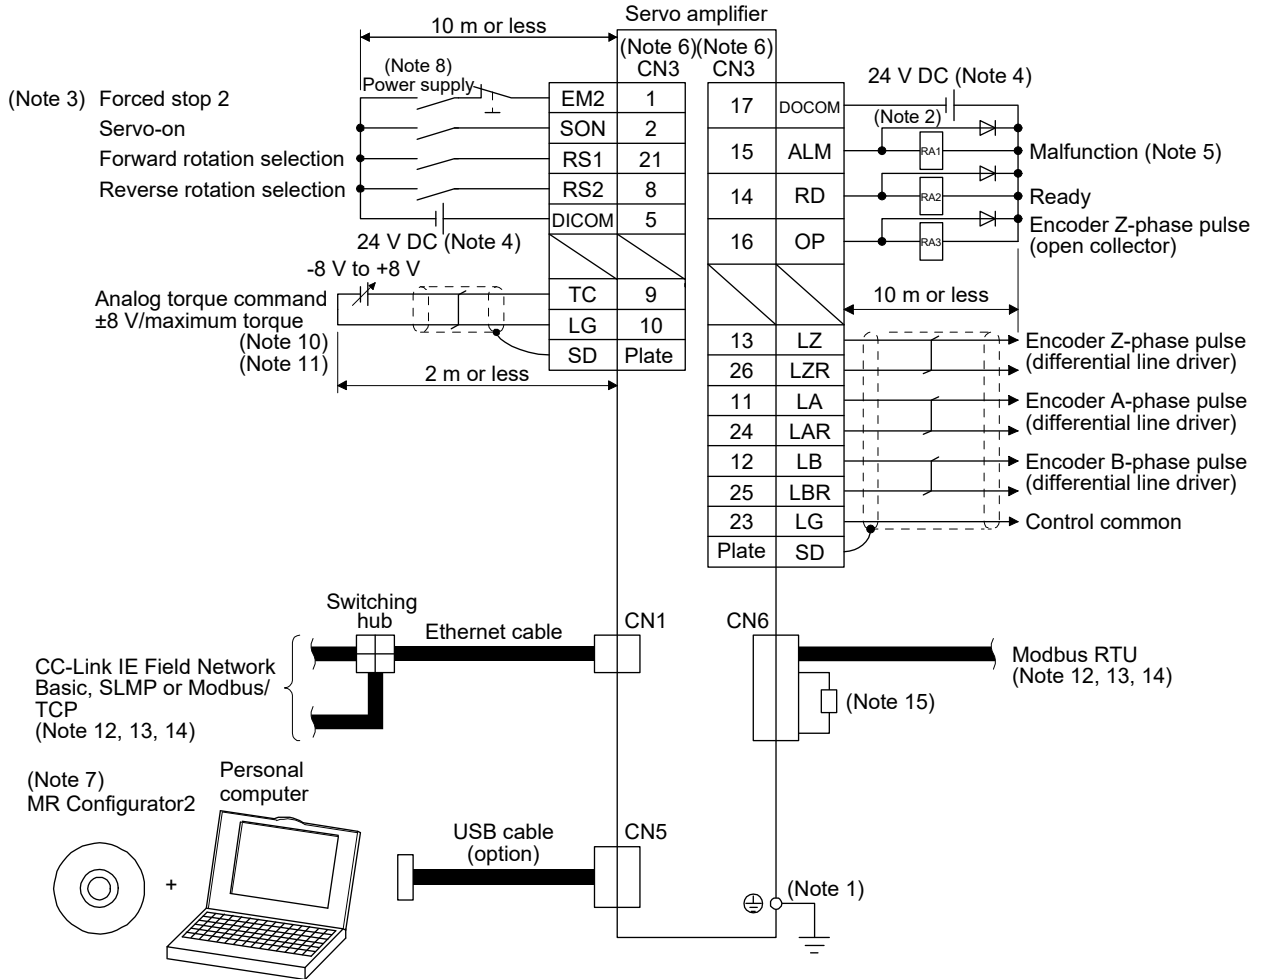 Servo amplifier
10 m or less
(Note 6)
CN3
(Note 6)
CN3
(Note 8)
Power supply
(Note 3) Forced stop 2
EM2 1
Servo-on
SON 2
Forward rotation selection
RS1 21
Reverse rotation selection
RS2 8
DICOM 5
24 V DC (Note 4)
-8 V to +8 V
Analog torque command
±8 V/maximum torque
(Note 10)
(Note 11)
TC 9
LG 10
SD Plate
2 m or less
24 V DC (Note 4)
17 DOCOM
(Note 2)
15 ALM
RA1
Malfunction (Note 5)
14 RD
RA2
Ready
16 OP
RA3
Encoder Z-phase pulse
(open collector)
10 m or less
13 LZ
26 LZR
Encoder Z-phase pulse
(differential line driver)
11 LA
24 LAR
Encoder A-phase pulse
(differential line driver)
12 LB
25 LBR
Encoder B-phase pulse
(differential line driver)
23 LG
Control common
Plate SD
Switching
hub
Ethernet cable
CN1
CC-Link IE Field Network
Basic, SLMP or Modbus/
TCP
(Note 12, 13, 14)
CN6
Modbus RTU
(Note 12, 13, 14)
(Note 15)
(Note 7)
MR Configurator2
+
Personal
computer
USB cable
(option)
CN5
(Note 1)